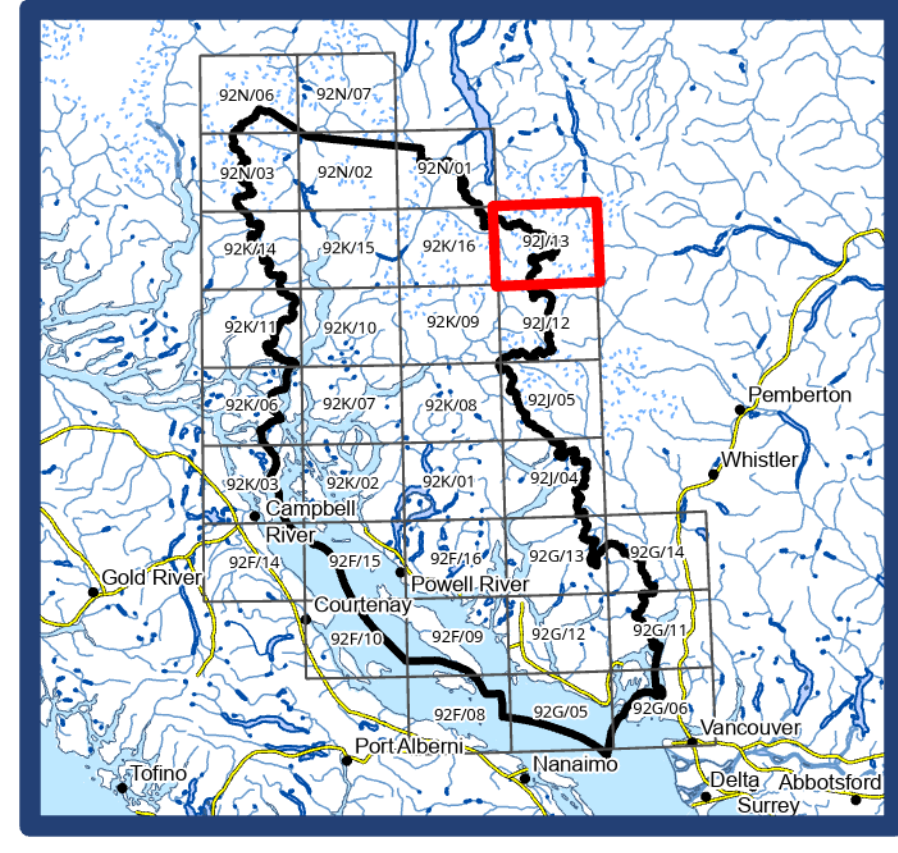 92N/06
92N/07
92N/03
92N/02
92N/01
92K/14
92K/15
92K/16
92J/13
92K/11
92K/10
92K/09
92J/12
92K/06
92K/07
92K/08
92J/05
Pemberton
92K/03
92K/02
92K/01
92J/04
Whistler
Campbell
River
92F/14
92F/15
92F/16
92G/13
92G/14
Gold River
Powell River
Courtenay
92F/10
92F/09
92G/12
92G/11
92F/08
92G/05
92G/06
Vancouver
Port Alberni
Nanaimo
Tofino
Delta
Abbotsford
Surrey